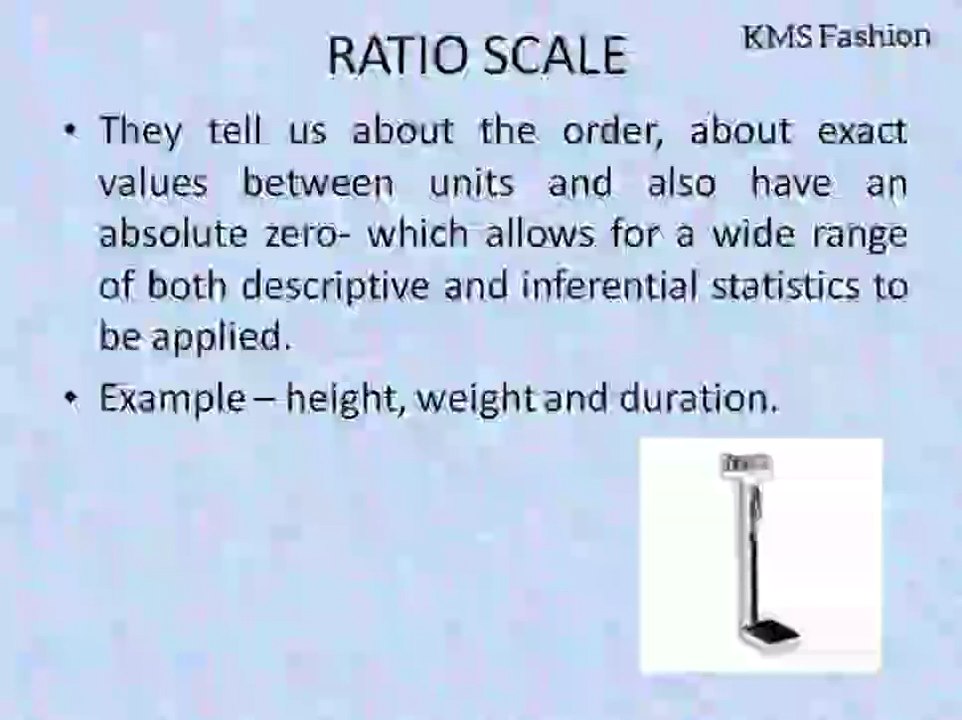 RATIO SCALE
KMS Fashion
• They tell us about the order, about exact
values between units and also have an
absolute zero- which allows for a wide range
of both descriptive and inferential statistics to
be applied.
• Example – height, weight and duration.